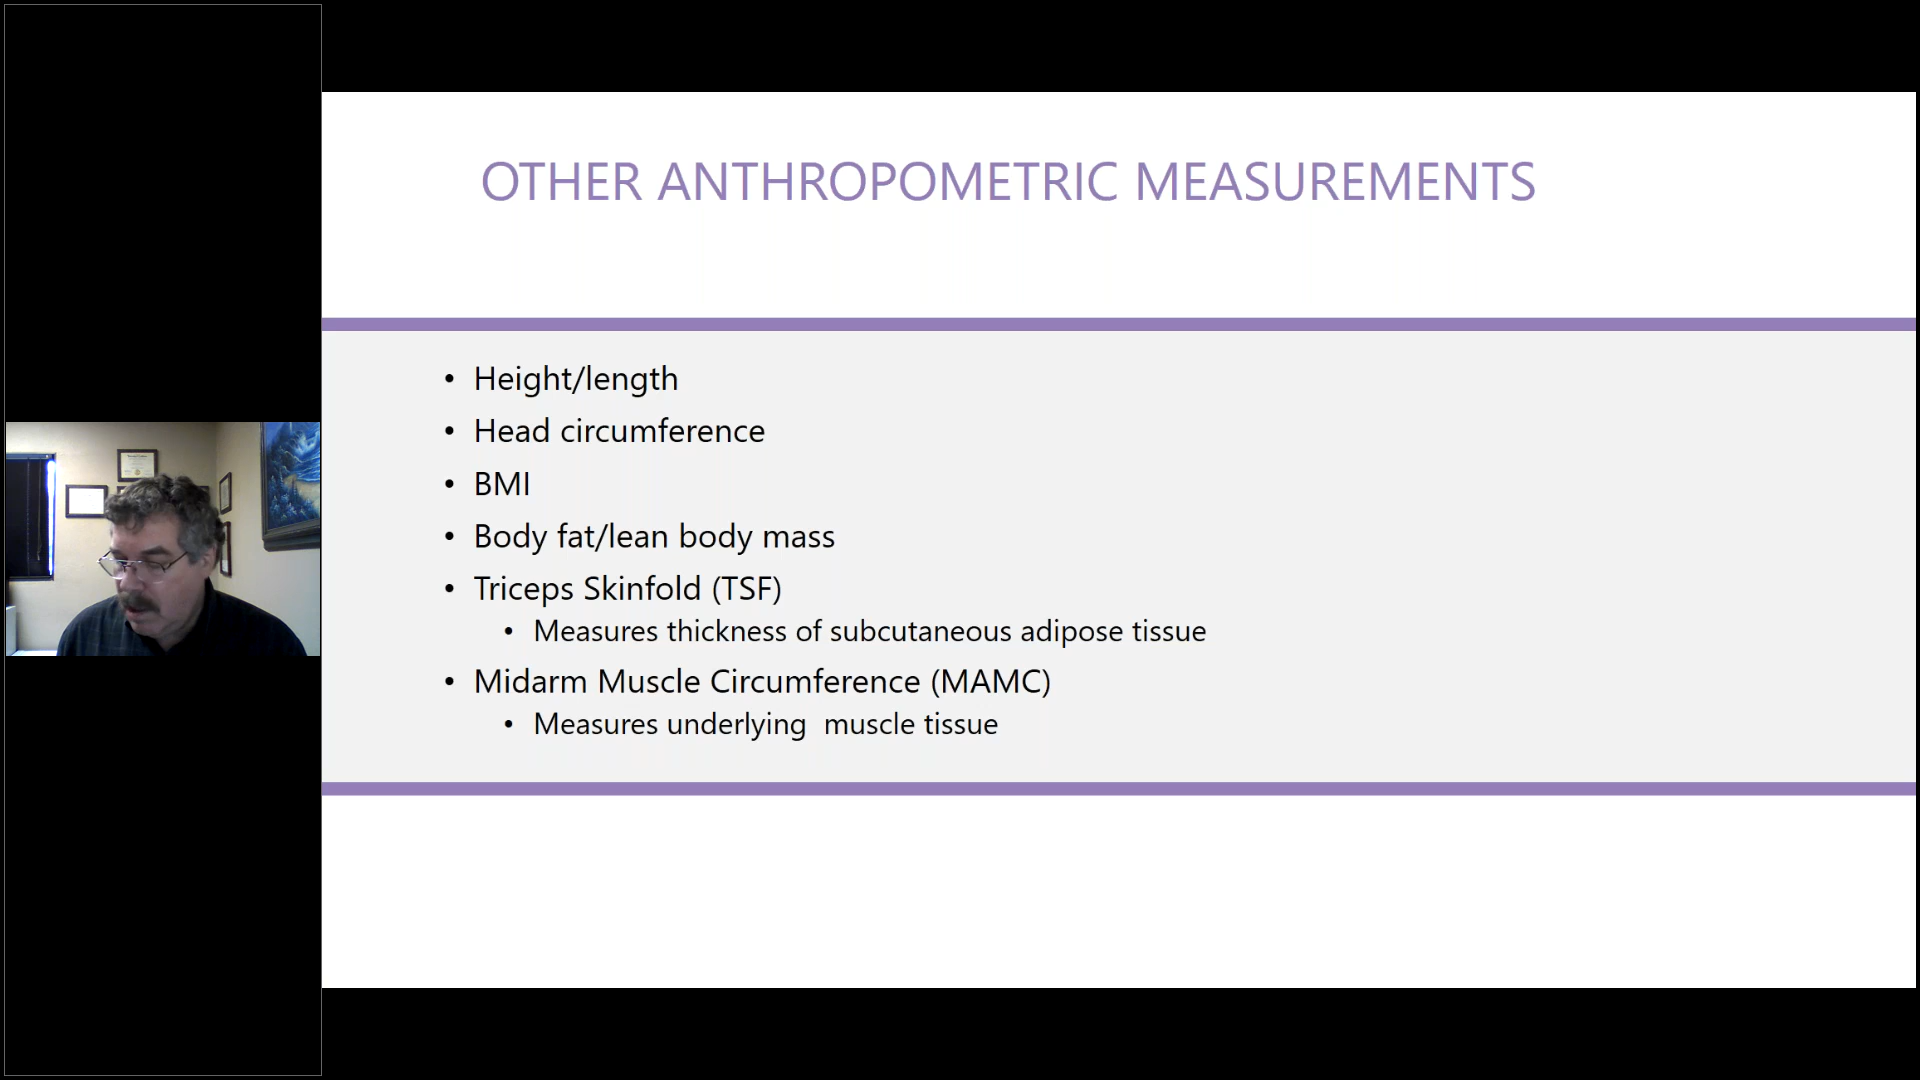 OTHER ANTHROPOMETRIC MEASUREMENTS
• Height/length
• Head circumference
• BMI
• Body fat/lean body mass
• Triceps Skinfold (TSF)
• Measures thickness of subcutaneous adipose tissue
• Midarm Muscle Circumference (MAMC)
• Measures underlying  muscle tissue